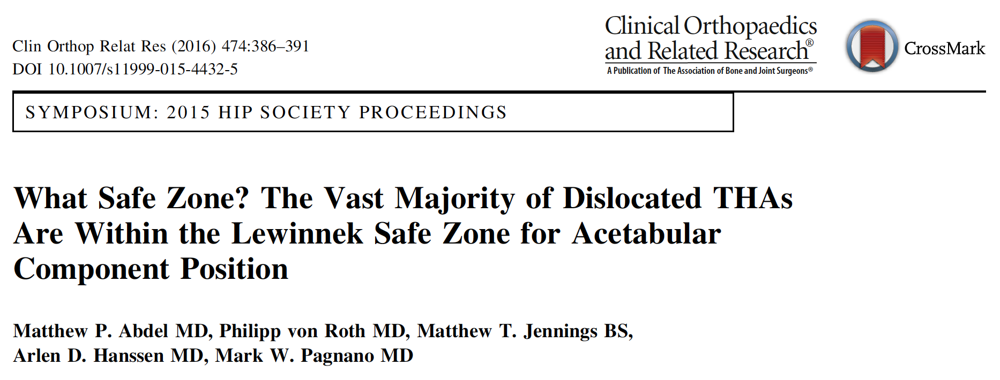 Clin Orthop Relat Res (2016) 474:386–391
DOI 10.1007/s11999-015-4432-5
Clinical Orthopaedics
and Related Research®
A Publication of The Association of Bone and Joint Surgeons®
CrossMark
SYMPOSIUM: 2015 HIP SOCIETY PROCEEDINGS
What Safe Zone? The Vast Majority of Dislocated THAs
Are Within the Lewinnek Safe Zone for Acetabular
Component Position
Matthew P. Abdel MD, Philipp von Roth MD, Matthew T. Jennings BS,
Arlen D. Hanssen MD, Mark W. Pagnano MD